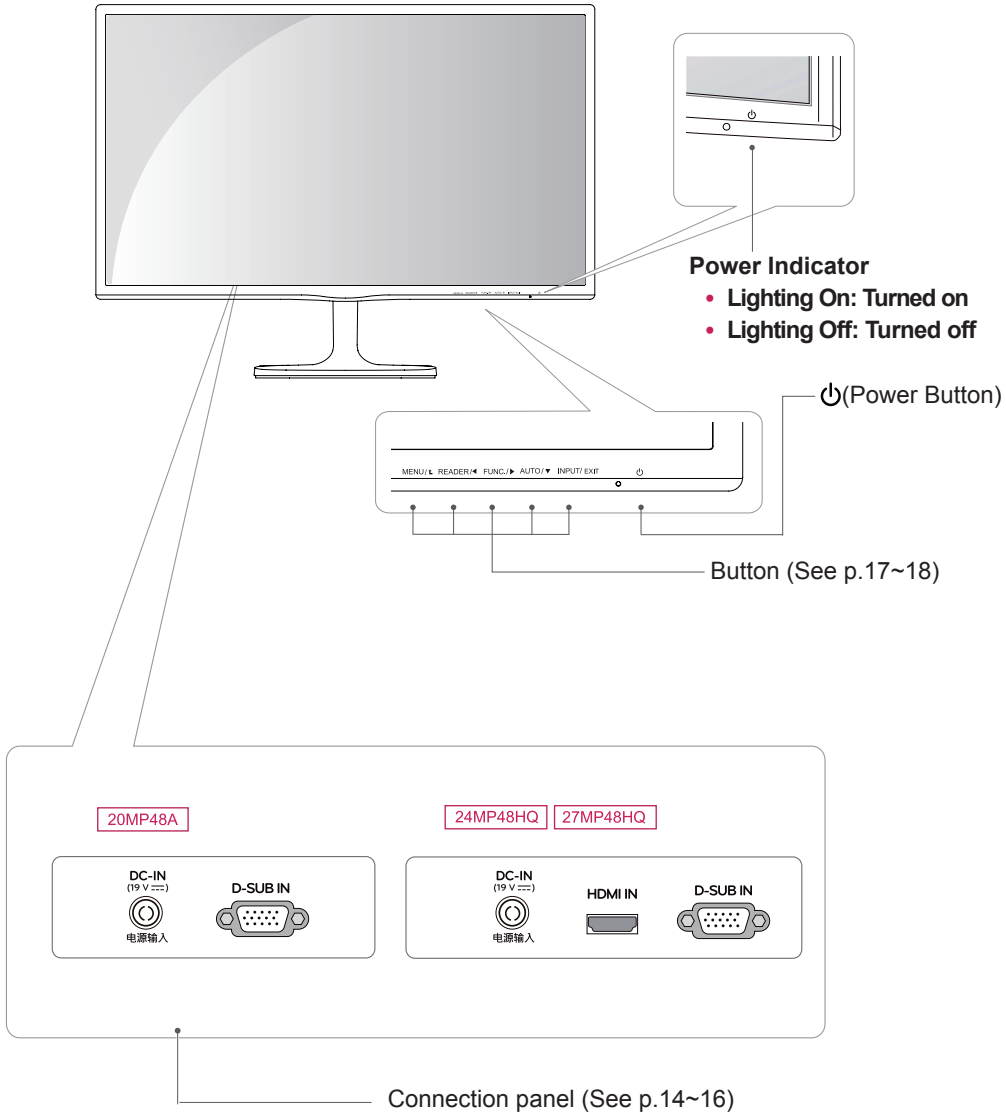 Power Indicator
• Lighting On: Turned on
• Lighting Off: Turned off
(Power Button)
MENU/ READER/◄ FUNC./► AUTO/▼ INPUT/ EXIT
Button (See p.17~18)
20MP48A
DC-IN
(19 V ⎓)
电源输入
D-SUB IN
24MP48HQ 27MP48HQ
DC-IN
(19 V ⎓)
电源输入
HDMI IN
D-SUB IN
Connection panel (See p.14~16)